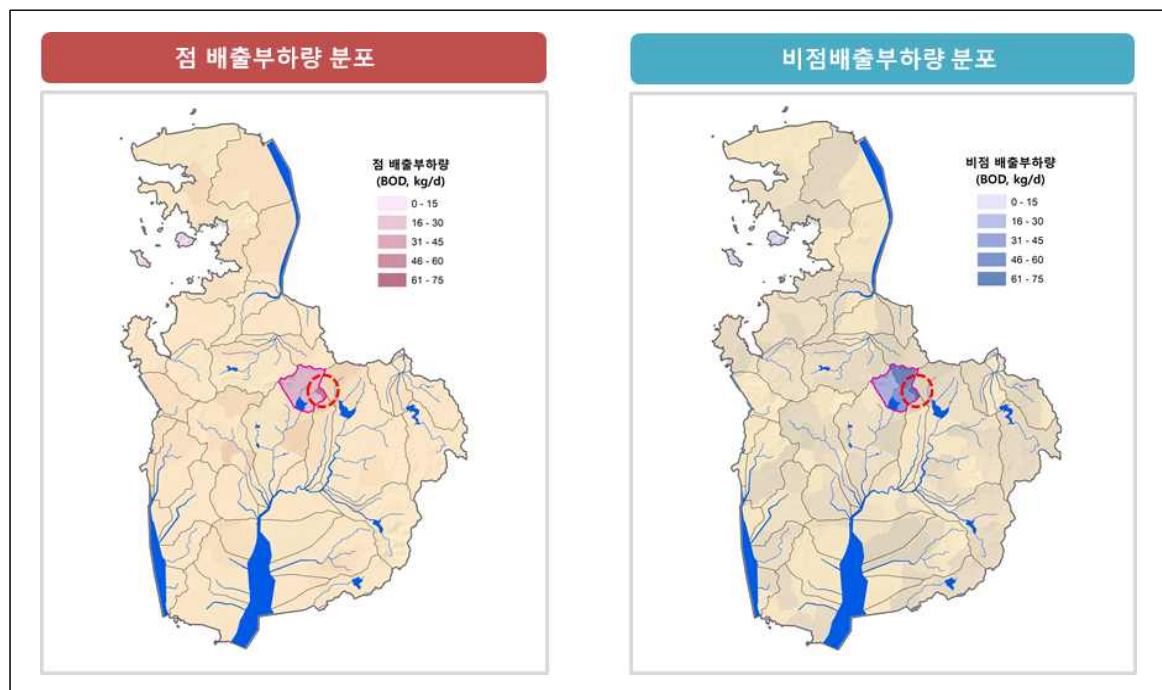 점 배출부하량 분포
점 배출부하량
(BOD, kg/d)
0 - 15
16 - 30
31 - 45
46 - 60
61 - 75
비점배출부하량 분포
비점 배출부하량
(BOD, kg/d)
0 - 15
16 - 30
31 - 45
46 - 60
61 - 75